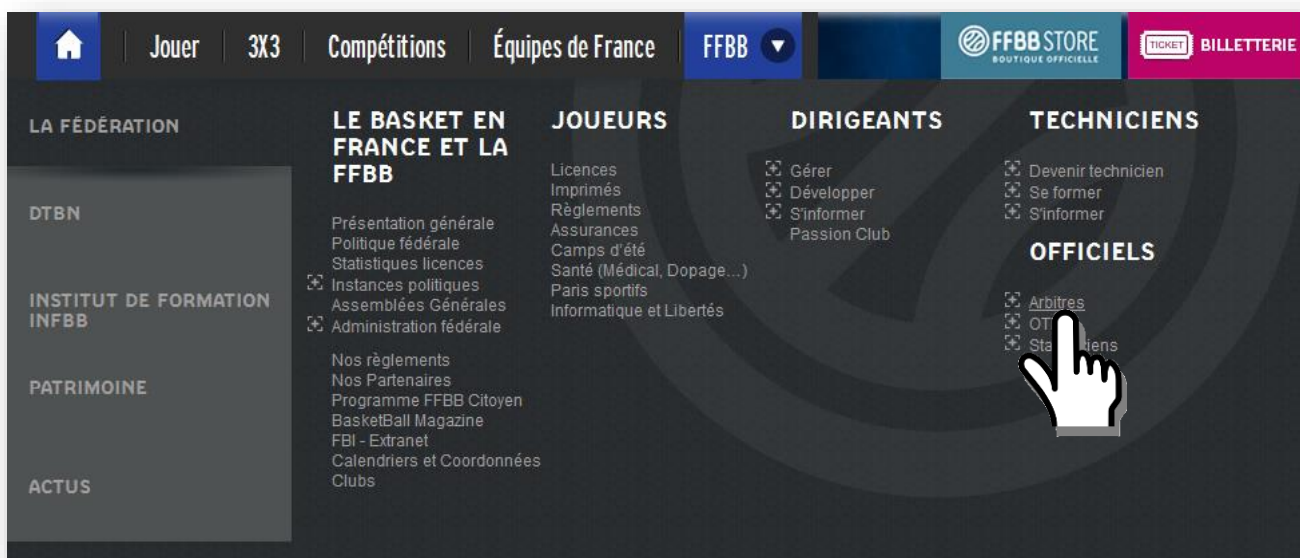 Jouer
3X3
Compétitions
Équipes de France
FFBB
FFBB STORE
BOUTIQUE OFFICIELLE
TICKET
BILLETTERIE
LA FÉDÉRATION
DTBN
INSTITUT DE FORMATION
INFBB
PATRIMOINE
ACTUS
LE BASKET EN
FRANCE ET LA
FFBB
Présentation générale
Politique fédérale
Statistiques licences
Instances politiques
Assemblées Générales
Administration fédérale
Nos règlements
Nos Partenaires
Programme FFBB Citoyen
BasketBall Magazine
FBI - Extranet
Calendriers et Coordonnées
Clubs
JOUEURS
Licences
Imprimés
Règlements
Assurances
Camps d'été
Santé (Médical, Dopage...)
Paris sportifs
Informatique et Libertés
DIRIGEANTS
Gérer
Développer
S'informer
Passion Club
TECHNICIENS
Devenir technicien
Se former
S'informer
OFFICIELS
Arbitres